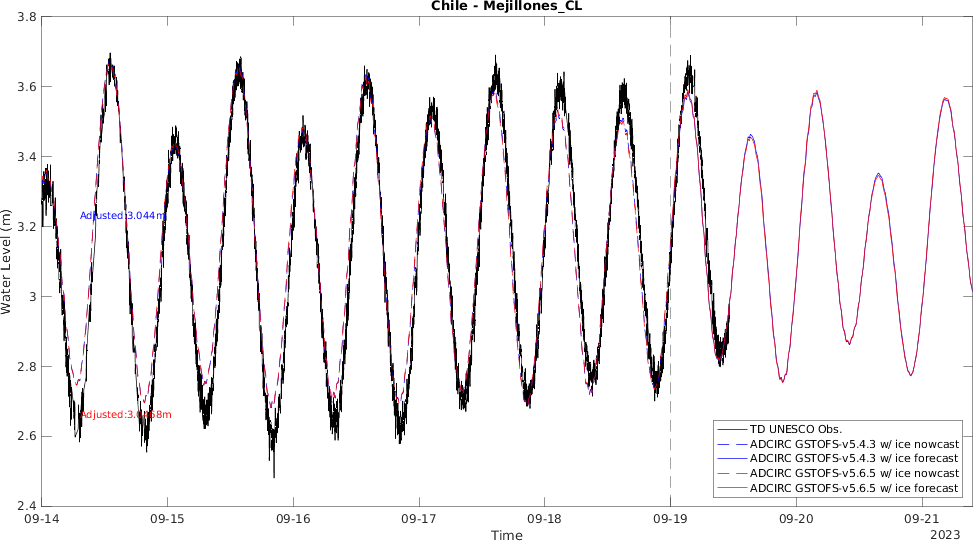 Chile - Mejillones_CL
3.8
3.6
3.4
3.2
3
2.8
2.6
2.4
Water Level (m)
Adjusted:3.044m
Adjusted:3.0468m
TD UNESCO Obs.
ADCIRC GSTOFS-v5.4.3 w/ ice nowcast
ADCIRC GSTOFS-v5.4.3 w/ ice forecast
ADCIRC GSTOFS-v5.6.5 w/ ice nowcast
ADCIRC GSTOFS-v5.6.5 w/ ice forecast
09-14 09-15 09-16 09-17 09-18 09-19 09-20 09-21
Time
2023